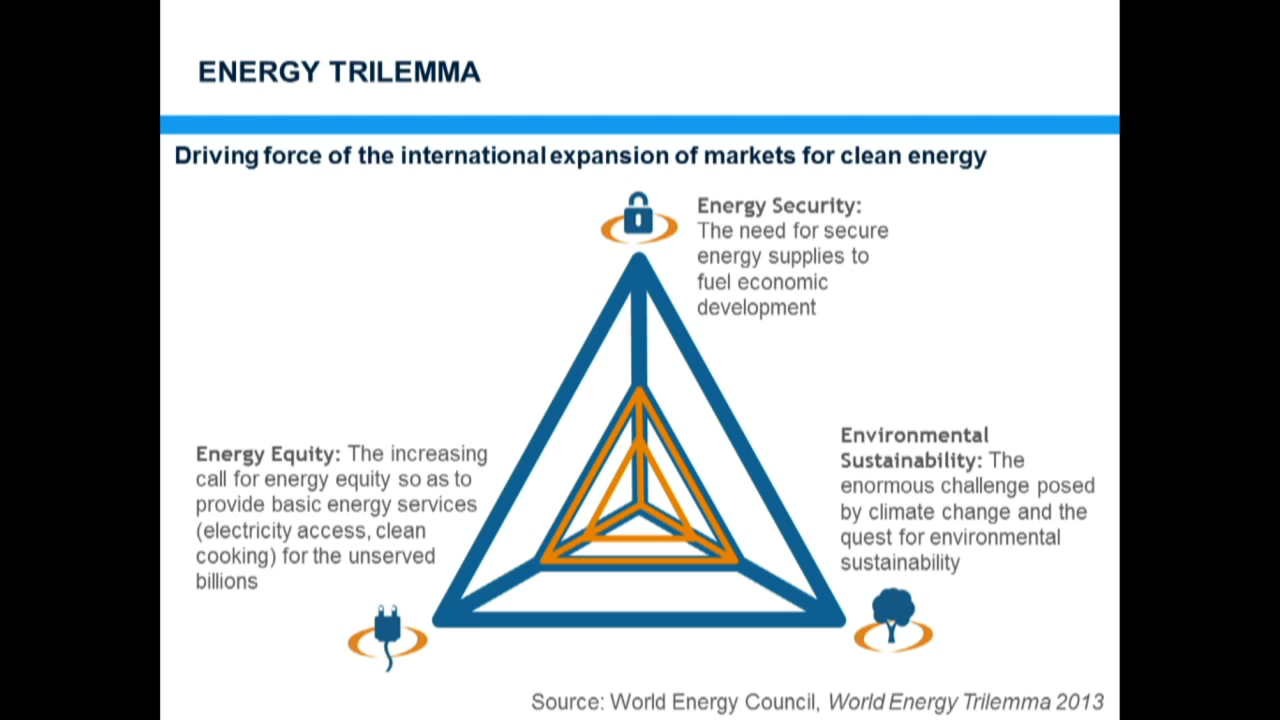 ENERGY TRILEMMA
Driving force of the international expansion of markets for clean energy
Energy Security:
The need for secure
energy supplies to
fuel economic
development
Energy Equity: The increasing
call for energy equity so as to
provide basic energy services
(electricity access, clean
cooking) for the unserved
billions
Environmental
Sustainability: The
enormous challenge posed
by climate change and the
quest for environmental
sustainability
Source: World Energy Council, World Energy Trilemma 2013